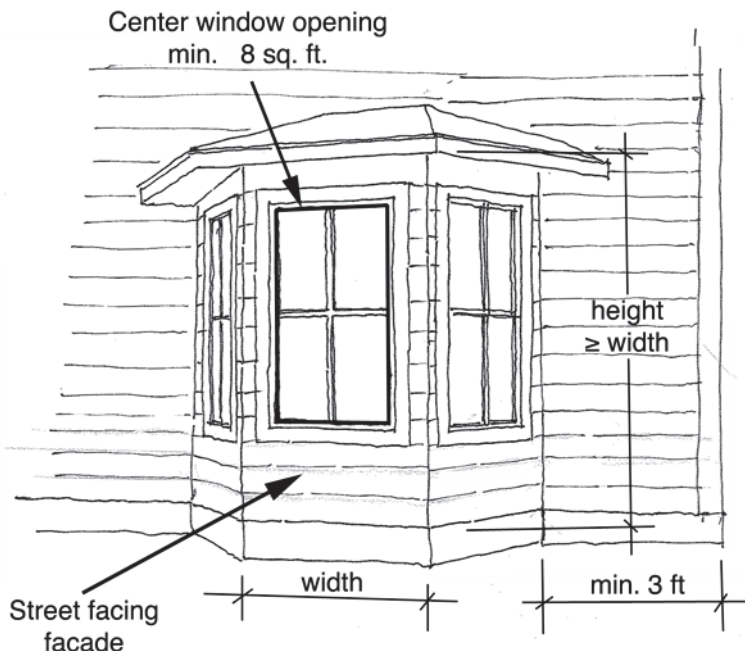 Center window opening
min. 8 sq. ft.
height
≥ width
width
min. 3 ft
Street facing
facade